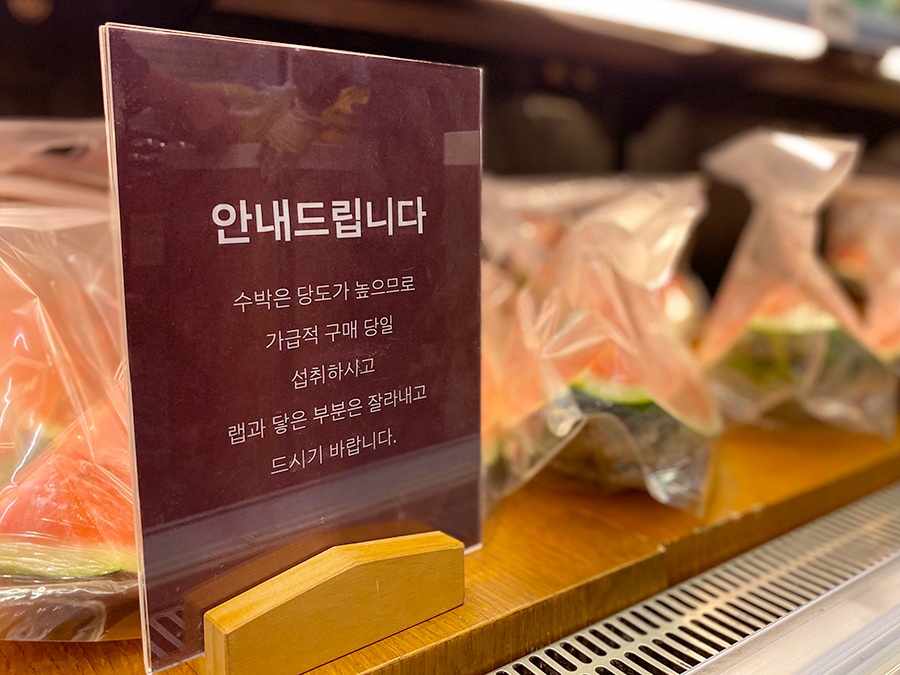 안내드립니다
수박은 당도가 높으므로
가급적 구매 당일
섭취하시고
랩과 닿은 부분은 잘라내고
드시기 바랍니다.